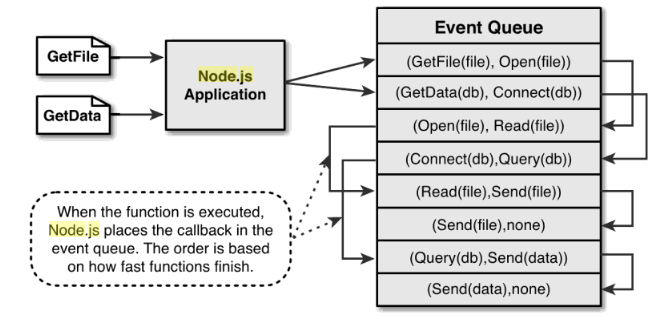 Event Queue
GetFile
Node.js
Application
GetData
(GetFile(file), Open(file))
(GetData(db), Connect(db))
(Open(file), Read(file))
(Connect(db),Query(db))
(Read(file),Send(file))
(Send(file),none)
(Query(db),Send(data))
(Send(data),none)
When the function is executed,
Node.js places the callback in the
event queue. The order is based
on how fast functions finish.